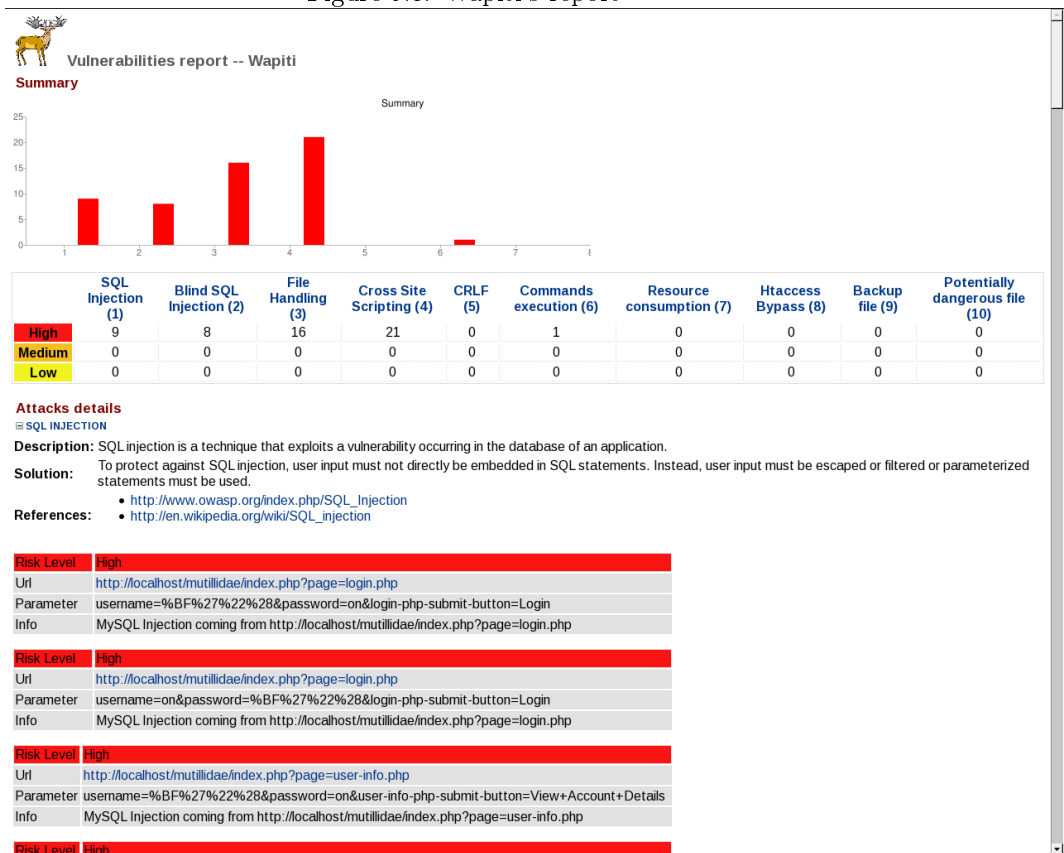 Vulnerabilities report -- Wapiti
Summary
Summary
25
20
15
10
5
0
1 2 3 4 5 6 7
SQL Injection (1) Blind SQL Injection (2) File Handling (3) Cross Site Scripting (4) CRLF (5) Commands execution (6) Resource consumption (7) Htaccess Bypass (8) Backup file (9) Potentially dangerous file (10)
High 9 8 16 21 0 1 0 0 0 0
Medium 0 0 0 0 0 0 0 0 0 0
Low 0 0 0 0 0 0 0 0 0 0
Attacks details
SQL INJECTION
Description: SQL injection is a technique that exploits a vulnerability occurring in the database of an application.
Solution: To protect against SQL injection, user input must not directly be embedded in SQL statements. Instead, user input must be escaped or filtered or parameterized
statements must be used.
References:
• http://www.owasp.org/index.php/SQL_Injection
• http://en.wikipedia.org/wiki/SQL_injection
Risk Level High
Url http://localhost/mutillidae/index.php?page=login.php
Parameter username=%BF%27%22%28&password=on&login-php-submit-button=Login
Info MySQL Injection coming from http://localhost/mutillidae/index.php?page=login.php
Risk Level High
Url http://localhost/mutillidae/index.php?page=login.php
Parameter username=on&password=%BF%27%22%28&login-php-submit-button=Login
Info MySQL Injection coming from http://localhost/mutillidae/index.php?page=login.php
Risk Level High
Url http://localhost/mutillidae/index.php?page=user-info.php
Parameter username=%BF%27%22%28&password=on&user-info-php-submit-button=View+Account+Details
Info MySQL Injection coming from http://localhost/mutillidae/index.php?page=user-info.php
Risk Level High